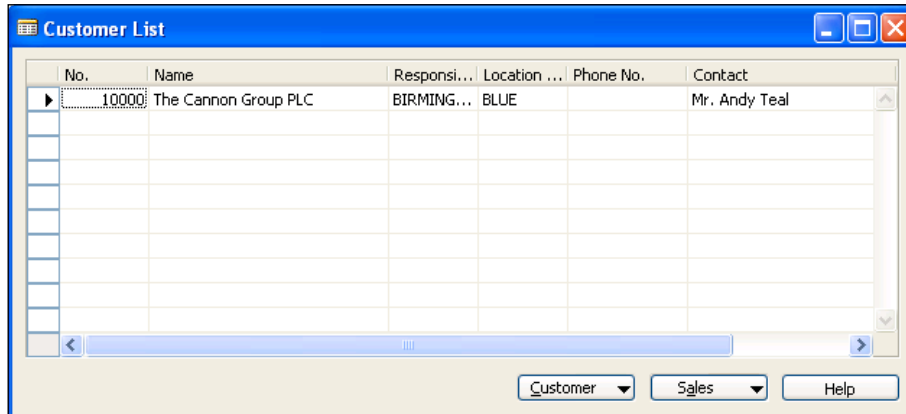 Customer List
No. Name Responsi... Location ... Phone No. Contact
10000 The Cannon Group PLC BIRMING... BLUE Mr. Andy Teal
Customer Sales Help